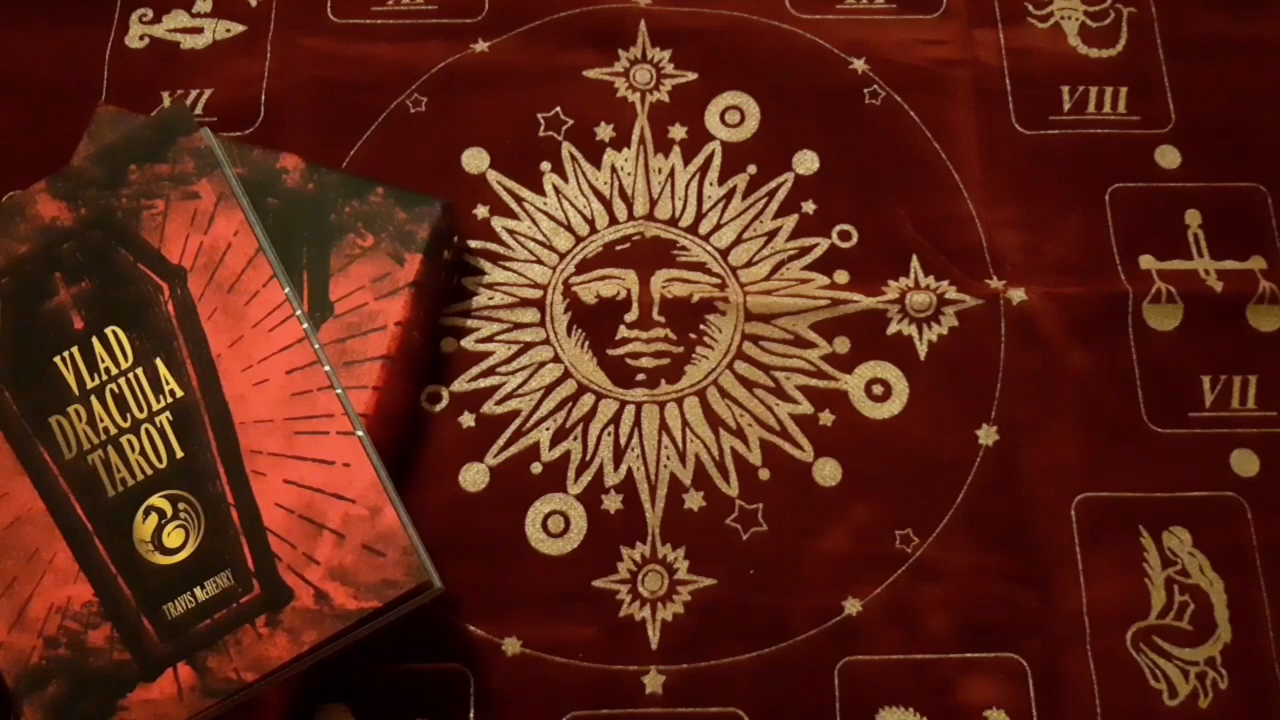 XII
VIII
VII
VLAD
DRACULA
TAROT
TRAVIS McHENRY